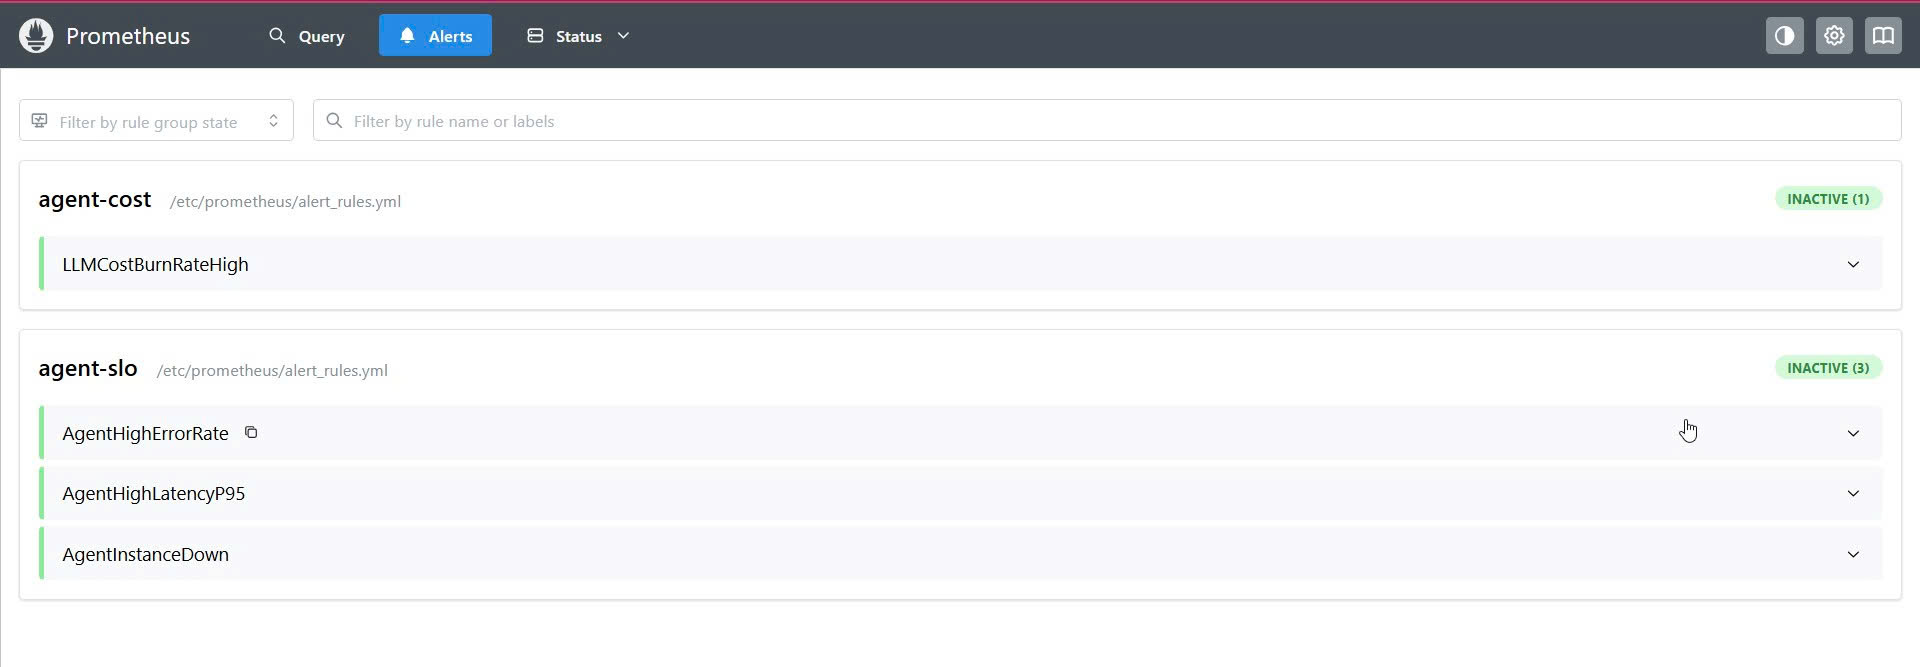 Prometheus Query Alerts Status
Filter by rule group state Filter by rule name or labels
agent-cost /etc/prometheus/alert_rules.yml INACTIVE (1)
LLMCostBurnRateHigh
agent-slo /etc/prometheus/alert_rules.yml INACTIVE (3)
AgentHighErrorRate
AgentHighLatencyP95
AgentInstanceDown